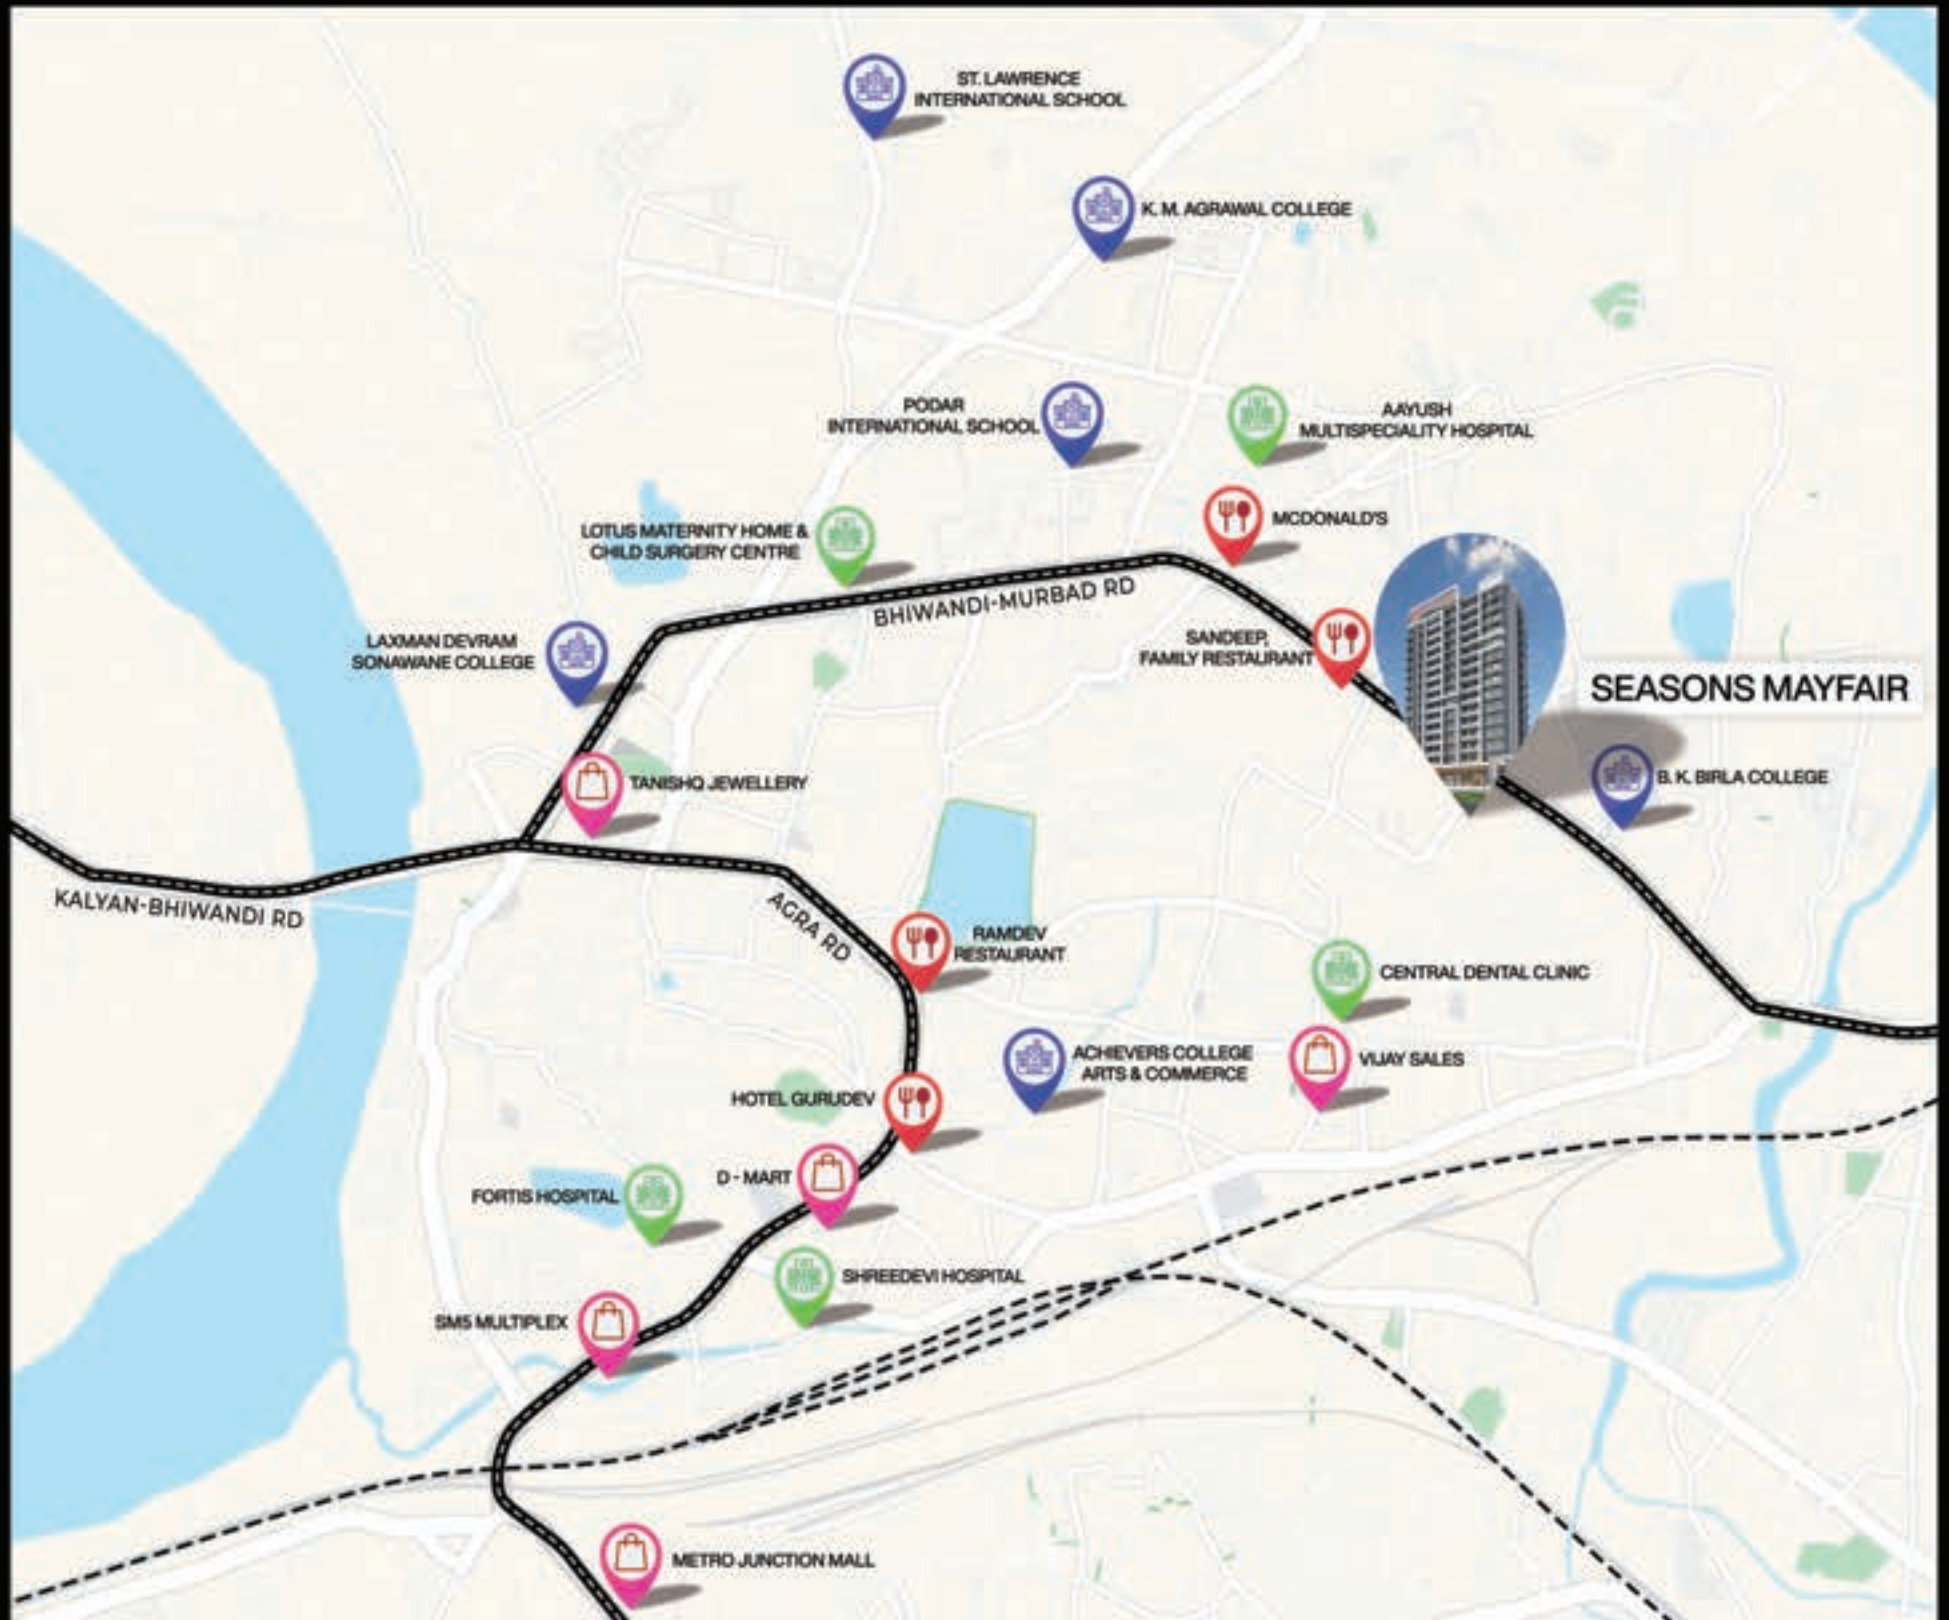 ST. LAWRENCE
INTERNATIONAL SCHOOL
K. M. AGRAWAL COLLEGE
PODAR
INTERNATIONAL SCHOOL
AAYUSH
MULTISPECIALITY HOSPITAL
LOTUS MATERNITY HOME &
CHILD SURGERY CENTRE
MCDONALD'S
BHIWANDI-MURBAD RD
LAXMAN DEVRAM
SONAWANE COLLEGE
SANDEEP,
FAMILY RESTAURANT
SEASONS MAYFAIR
TANISHQ JEWELLERY
B. K. BIRLA COLLEGE
KALYAN-BHIWANDI RD
AGRA RD
RAMDEV
RESTAURANT
CENTRAL DENTAL CLINIC
ACHIEVERS COLLEGE
ARTS & COMMERCE
VIJAY SALES
HOTEL GURUDEV
D - MART
FORTIS HOSPITAL
SHREEDEVI HOSPITAL
SM5 MULTIPLEX
METRO JUNCTION MALL